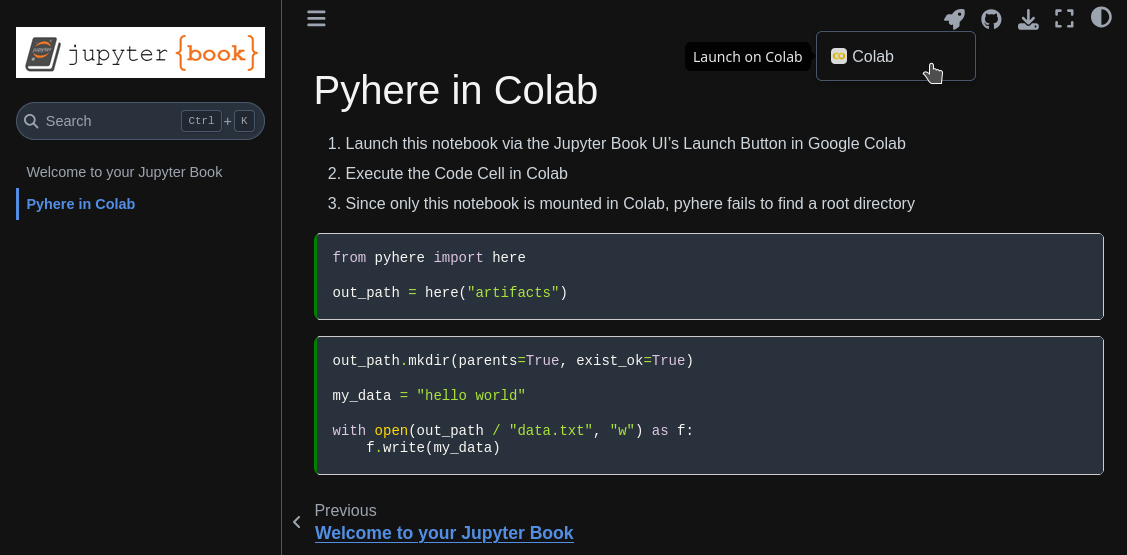 jupyter {book}
Search Ctrl + K
Welcome to your Jupyter Book
Pyhere in Colab
Launch on Colab
Colab
Pyhere in Colab
1. Launch this notebook via the Jupyter Book UI’s Launch Button in Google Colab
2. Execute the Code Cell in Colab
3. Since only this notebook is mounted in Colab, pyhere fails to find a root directory
from pyhere import here
out_path = here("artifacts")
out_path.mkdir(parents=True, exist_ok=True)
my_data = "hello world"
with open(out_path / "data.txt", "w") as f:
    f.write(my_data)
Previous
Welcome to your Jupyter Book